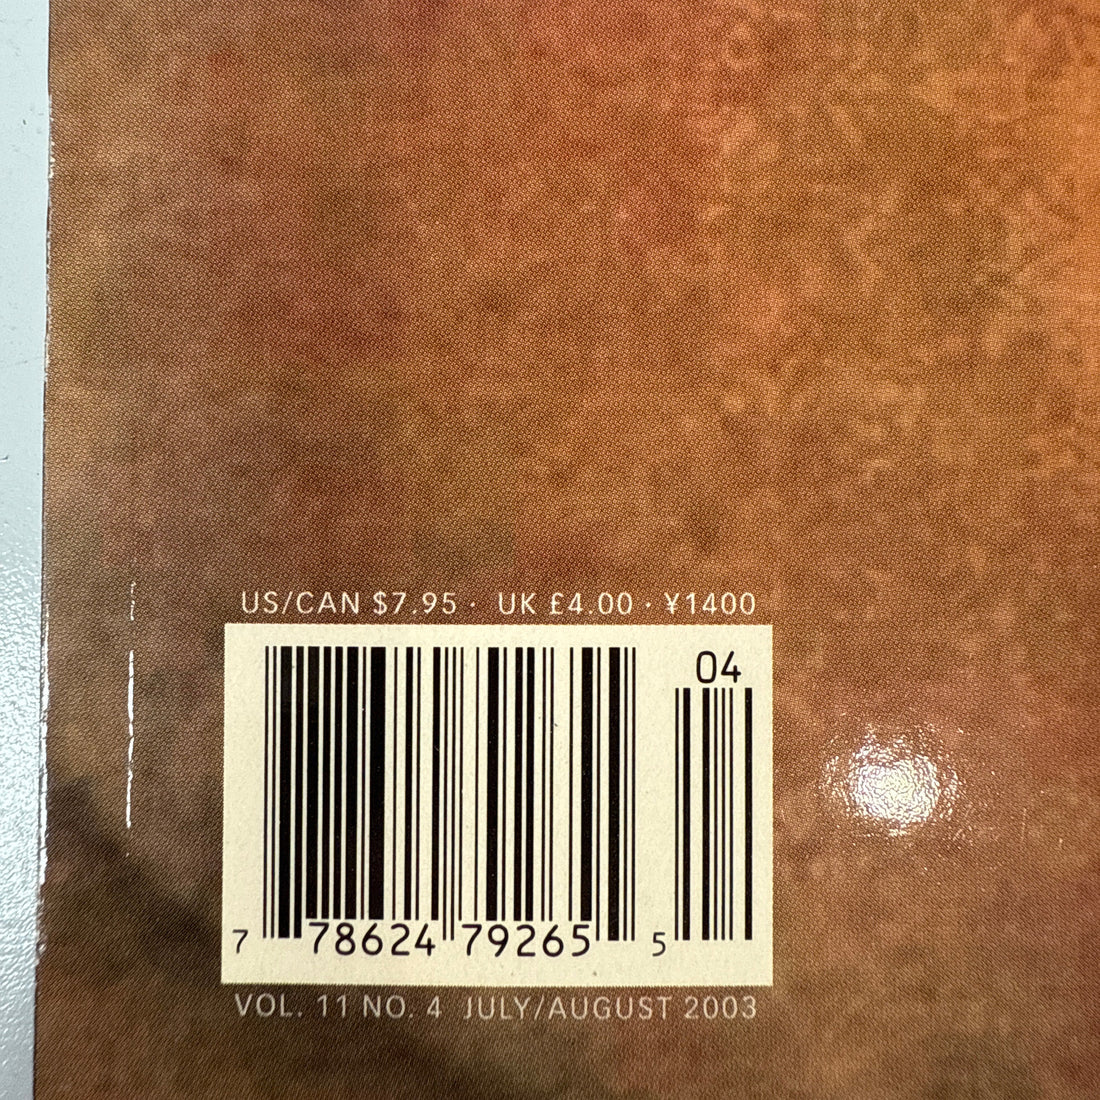 US/CAN $7.95 · UK £4.00 · ¥1400
04
7 78624 79265 5
VOL. 11 NO. 4 JULY/AUGUST 2003